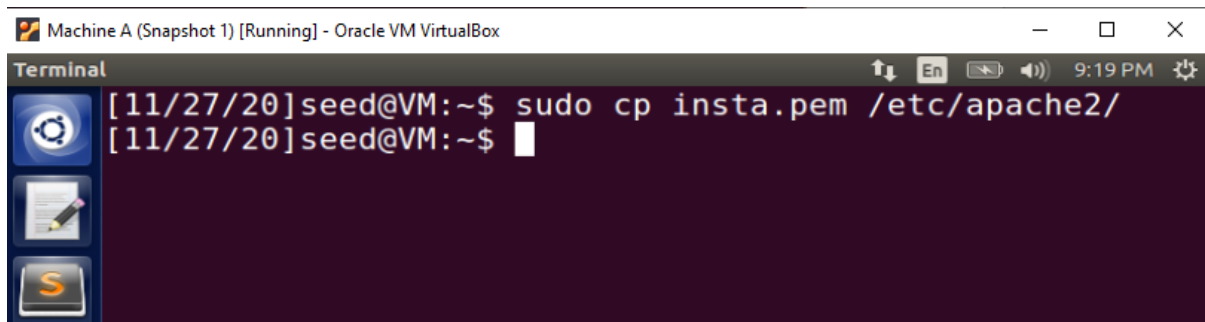 Machine A (Snapshot 1) [Running] - Oracle VM VirtualBox
Terminal En 9:19 PM
[11/27/20]seed@VM:~$ sudo cp insta.pem /etc/apache2/
[11/27/20]seed@VM:~$
S